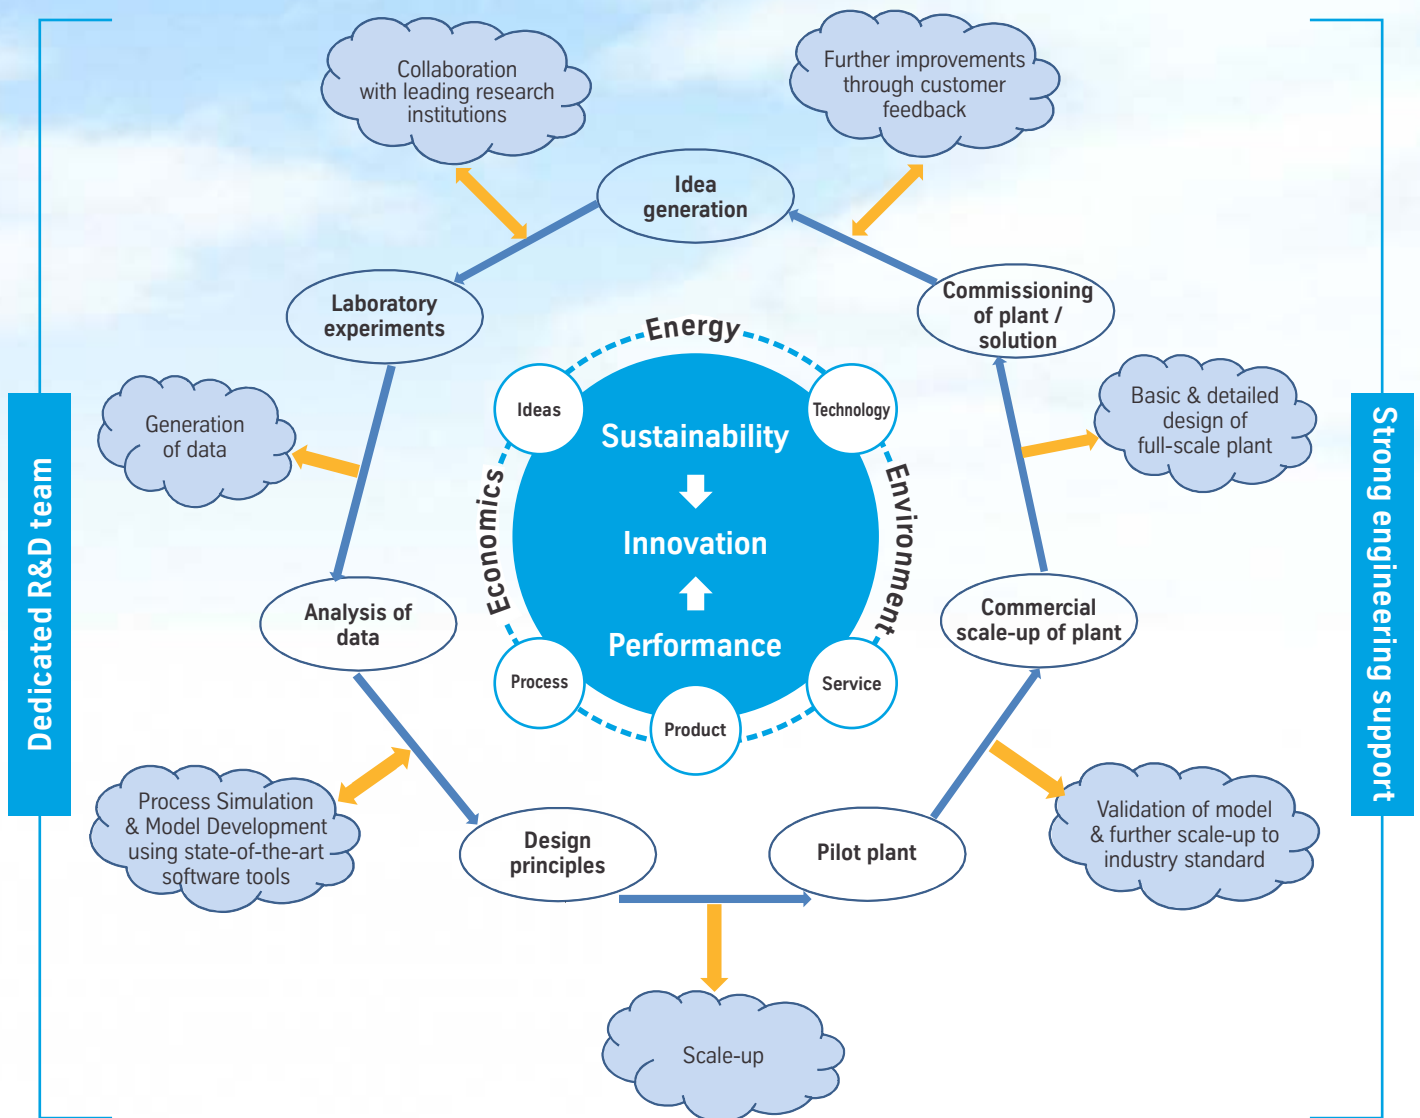 Collaboration
with leading research
institutions
Further improvements
through customer
feedback
Idea
generation
Laboratory
experiments
Commissioning
of plant /
solution
Generation
of data
Basic & detailed
design of
full-scale plant
Energy
Ideas
Technology
Sustainability
Innovation
Performance
Economics
Environment
Process
Service
Product
Dedicated R&D team
Strong engineering support
Analysis of
data
Commercial
scale-up of plant
Process Simulation
& Model Development
using state-of-the-art
software tools
Design
principles
Pilot plant
Validation of model
& further scale-up to
industry standard
Scale-up